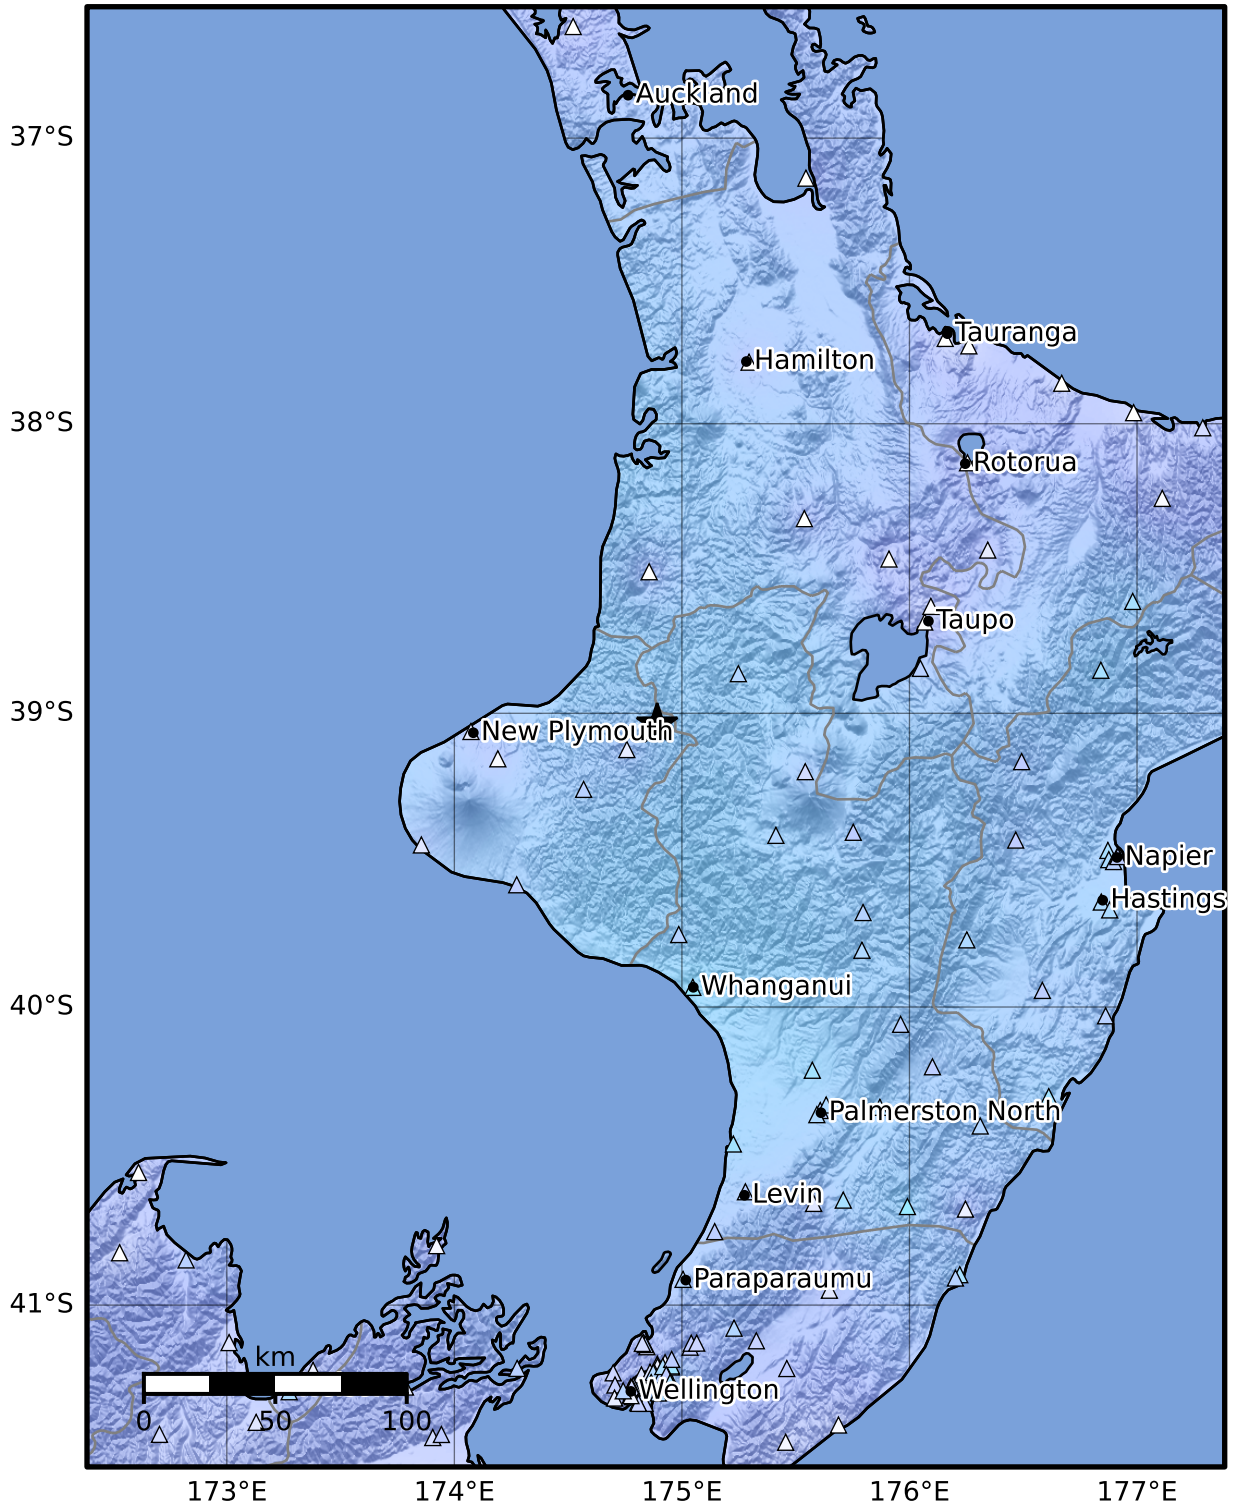 Auckland
37°S
Tauranga
Hamilton
38°S
Rotorua
Taupo
39°S
New Plymouth
Napier
Hastings
Whanganui
40°S
Palmerston North
Levin
Paraparaumu
41°S
km
Wellington
0 50 100
173°E 174°E 175°E 176°E 177°E